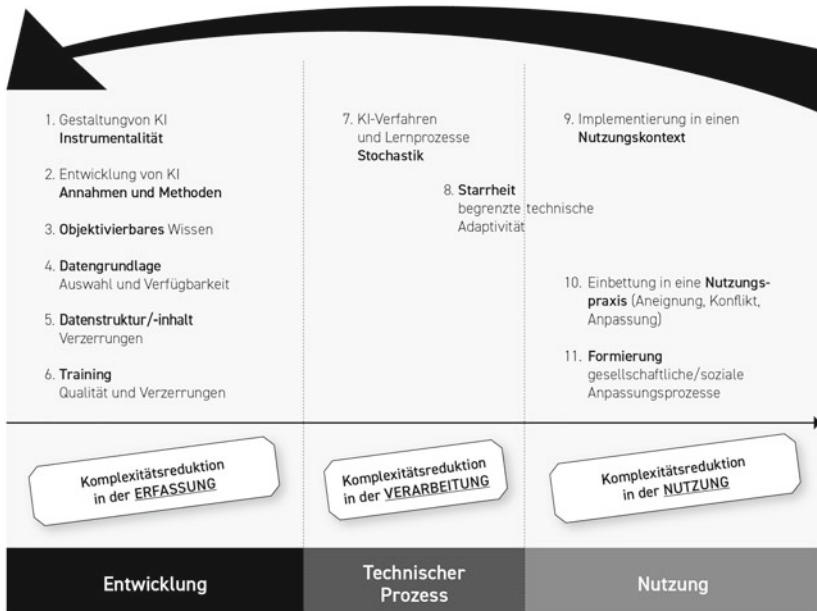 1. Gestaltungvon KI
Instrumentalität
2. Entwicklung von KI
Annahmen und Methoden
3. Objektivierbares Wissen
4. Datengrundlage
Auswahl und Verfügbarkeit
5. Datenstruktur/-inhalt
Verzerrungen
6. Training
Qualität und Verzerrungen
7. KI-Verfahren
und Lernprozesse
Stochastik
8. Starrheit
begrenzte technische
Adaptivität
9. Implementierung in einen
Nutzungskontext
10. Einbettung in eine Nutzungs-
praxis (Aneignung, Konflikt,
Anpassung)
11. Formierung
gesellschaftliche/soziale
Anpassungsprozesse
Komplexitätsreduktion
in der ERFASSUNG
Komplexitätsreduktion
in der VERARBEITUNG
Komplexitätsreduktion
in der NUTZUNG
Entwicklung
Technischer
Prozess
Nutzung